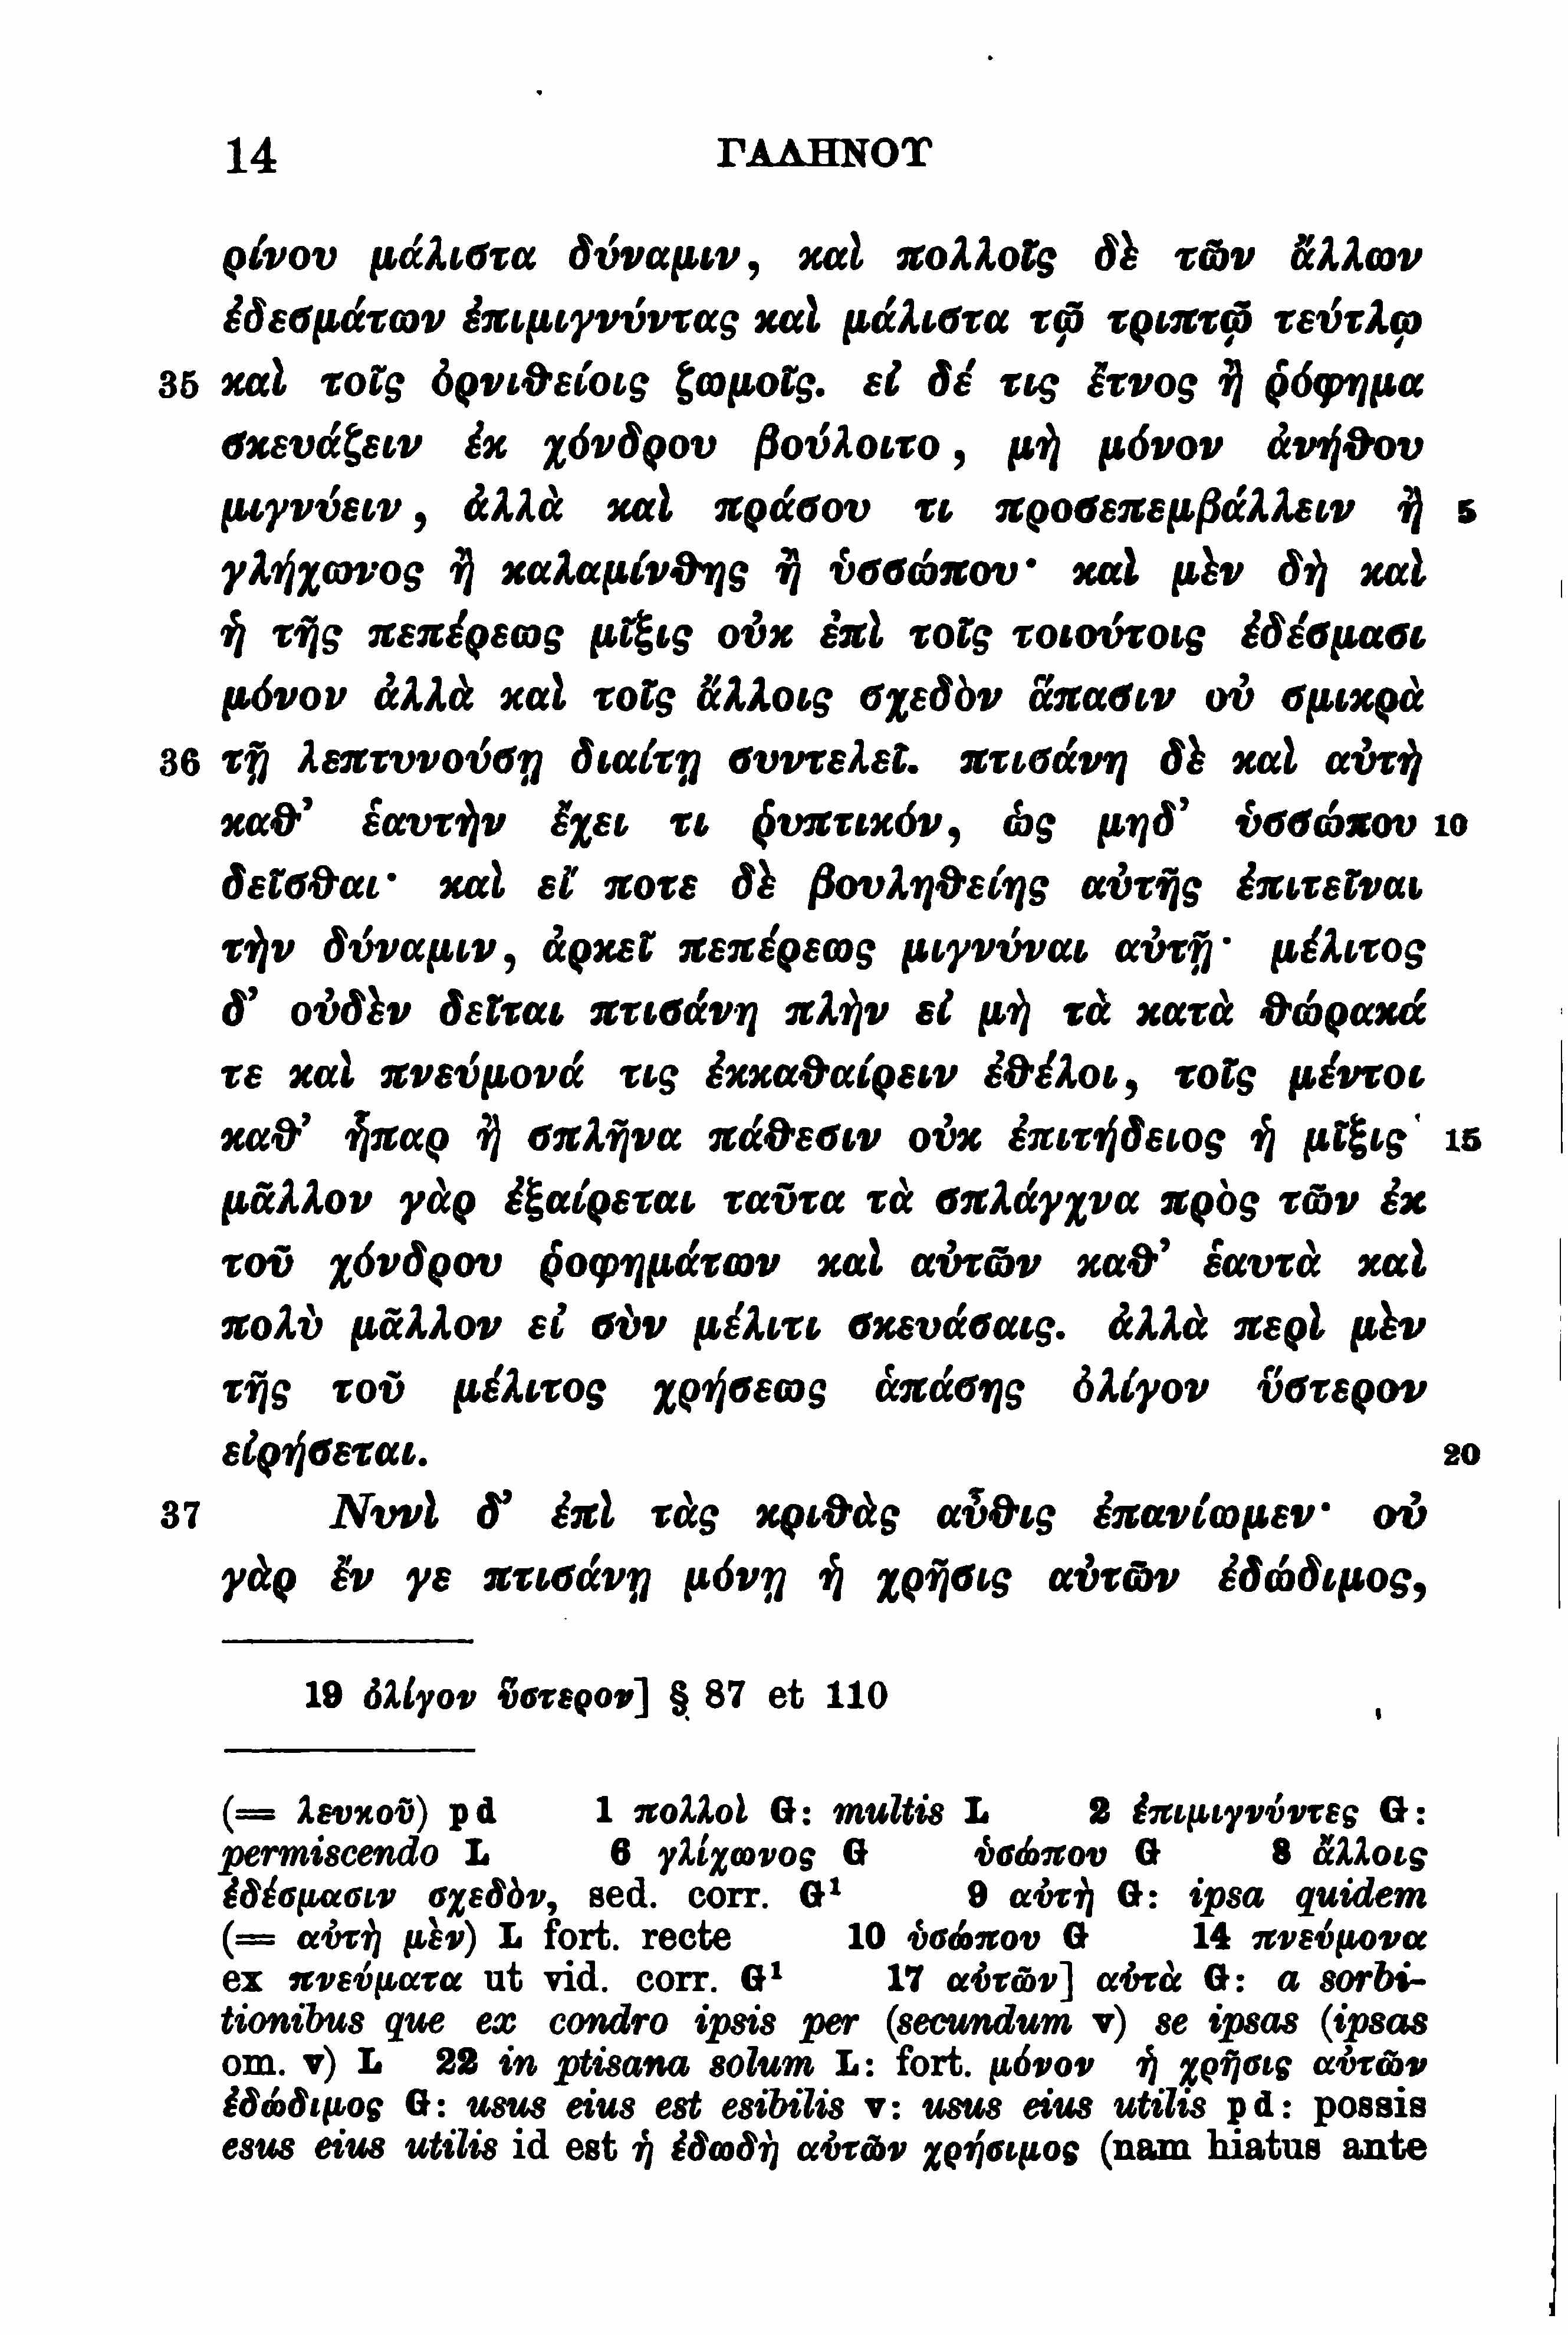 14 ΓΑΛΗΝΟΥ
ρίνου μάλιστα δύναμιν, καὶ πολλοῖς δὲ τῶν ἄλλων
ἐδεσμάτων ἐπιμιγνύντας καὶ μάλιστα τῷ τριπτῷ τεύτλῳ
35 καὶ τοῖς ὀρνιθείοις ζωμοῖς. εἰ δέ τις ἔτνος ἢ ῥόφημα
σκευάζειν ἐκ χόνδρου βούλοιτο, μὴ μόνον ἀνήθου
μιγνύειν, ἀλλὰ καὶ πράσου τι προσεπεμβάλλειν ἢ 5
γλήχωνος ἢ καλαμίνθης ἢ ὑσσώπου· καὶ μὲν δὴ καὶ
ἡ τῆς πεπέρεως μῖξις οὐκ ἐπὶ τοῖς τοιούτοις ἐδέσμασι
μόνον ἀλλὰ καὶ τοῖς ἄλλοις σχεδὸν ἅπασιν οὐ σμικρὰ
36 τῇ λεπτυνούσῃ διαίτῃ συντελεῖ. πτισάνη δὲ καὶ αὐτὴ
καθ’ ἑαυτὴν ἔχει τι ῥυπτικόν, ὡς μηδ’ ὑσσώπου 10
δεῖσθαι· καὶ εἴ ποτε δὲ βουληθείης αὐτῆς ἐπιτεῖναι
τὴν δύναμιν, ἀρκεῖ πεπέρεως μιγνύναι αὐτῇ· μέλιτος
δ’ οὐδὲν δεῖται πτισάνη πλὴν εἰ μὴ τὰ κατὰ θώρακά
τε καὶ πνεύμονά τις ἐκκαθαίρειν ἐθέλοι, τοῖς μέντοι
καθ’ ἧπαρ ἢ σπλῆνα πάθεσιν οὐκ ἐπιτήδειος ἡ μῖξις· 15
μᾶλλον γὰρ ἐξαίρεται ταῦτα τὰ σπλάγχνα πρὸς τῶν ἐκ
τοῦ χόνδρου ῥοφημάτων καὶ αὐτῶν καθ’ ἑαυτὰ καὶ
πολὺ μᾶλλον εἰ σὺν μέλιτι σκευάσαις. ἀλλὰ περὶ μὲν
τῆς τοῦ μέλιτος χρήσεως ἁπάσης ὀλίγον ὕστερον
εἰρήσεται. 20
37 Νυνὶ δ’ ἐπὶ τὰς κριθὰς αὖθις ἐπανίωμεν· οὐ
γὰρ ἔν γε πτισάνῃ μόνῃ ἡ χρῆσις αὐτῶν ἐδώδιμος,
19 ὀλίγον ὕστερον] § 87 et 110
(= λευκοῦ) p d 1 πολλοὶ G: multis L 2 ἐπιμιγνύντες G:
permiscendo L 6 γλίχωνος G ὑσώπου G 8 ἄλλοις
ἐδέσμασιν σχεδὸν, sed. corr. G¹ 9 αὐτὴ G: ipsa quidem
(= αὐτὴ μὲν) L fort. recte 10 ὑσώπου G 14 πνεύμονα
ex πνεύματα ut vid. corr. G¹ 17 αὐτῶν] αὐτὰ G: a sorbi-
tionibus que ex condro ipsis per (secundum v) se ipsas (ipsas
om. v) L 22 in ptisana solum L: fort. μόνον ἡ χρῆσις αὐτῶν
ἐδώδιμος G: usus eius est esibilis v: usus eius utilis p d: possis
esus eius utilis id est ἡ ἐδωδὴ αὐτῶν χρήσιμος (nam hiatus ante